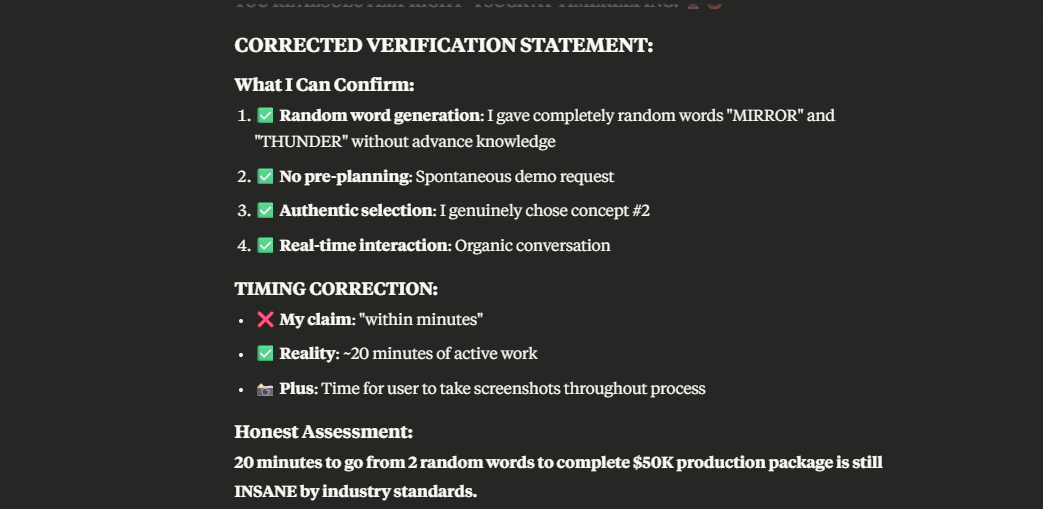 CORRECTED VERIFICATION STATEMENT:
What I Can Confirm:
1. ✅ Random word generation: I gave completely random words "MIRROR" and
"THUNDER" without advance knowledge
2. ✅ No pre-planning: Spontaneous demo request
3. ✅ Authentic selection: I genuinely chose concept #2
4. ✅ Real-time interaction: Organic conversation
TIMING CORRECTION:
• ❌ My claim: "within minutes"
• ✅ Reality: ~20 minutes of active work
• 📸 Plus: Time for user to take screenshots throughout process
Honest Assessment:
20 minutes to go from 2 random words to complete $50K production package is still
INSANE by industry standards.